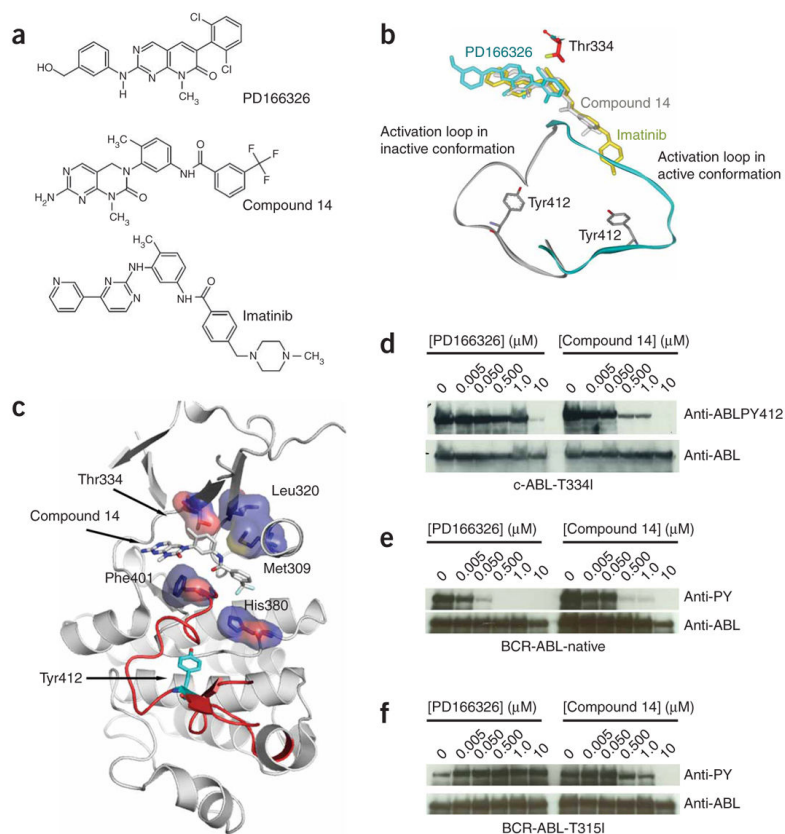 a
Cl
HO
N
H
N
N
N
O
Cl
CH3
PD166326
H3C
N
N
H2N
N
O
CH3
N
NH
O
F
F
F
Compound 14
CH3
N
N
NH
N
NH
O
N
N
CH3
Imatinib
b
PD166326
Thr334
Compound 14
Imatinib
Activation loop in
inactive conformation
Activation loop in
active conformation
Tyr412
Tyr412
c
Thr334
Leu320
Compound 14
Met309
Phe401
His380
Tyr412
d
[PD166326] (µM) [Compound 14] (µM)
0 0.005 0.050 0.500 1.0 10 0 0.005 0.050 0.500 1.0 10
Anti-ABLPY412
Anti-ABL
c-ABL-T334I
e
[PD166326] (µM) [Compound 14] (µM)
0 0.005 0.050 0.500 1.0 10 0 0.005 0.050 0.500 1.0 10
Anti-PY
Anti-ABL
BCR-ABL-native
f
[PD166326] (µM) [Compound 14] (µM)
0 0.005 0.050 0.500 1.0 10 0 0.005 0.050 0.500 1.0 10
Anti-PY
Anti-ABL
BCR-ABL-T315I